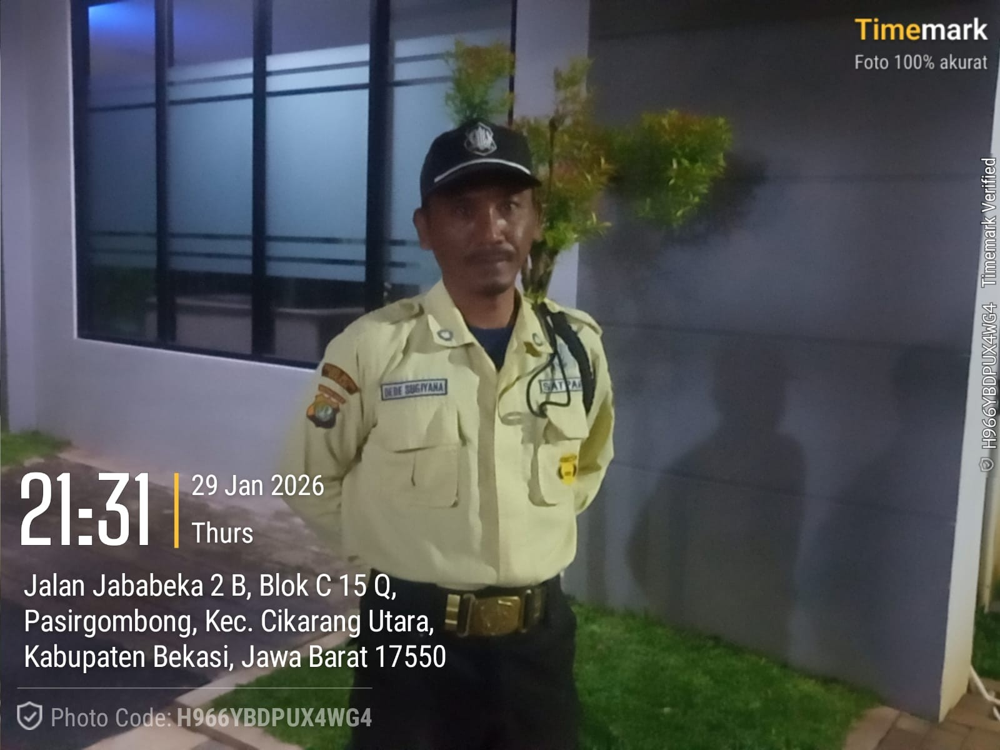 Timemark
Foto 100% akurat
DEDE SUGIYANA
SATPAM
21:31
29 Jan 2026
Thurs
Jalan Jababeka 2 B, Blok C 15 Q,
Pasirgombong, Kec. Cikarang Utara,
Kabupaten Bekasi, Jawa Barat 17550
Photo Code: H966YBDPUX4WG4
H966YBDPUX4WG4 Timemark Verified